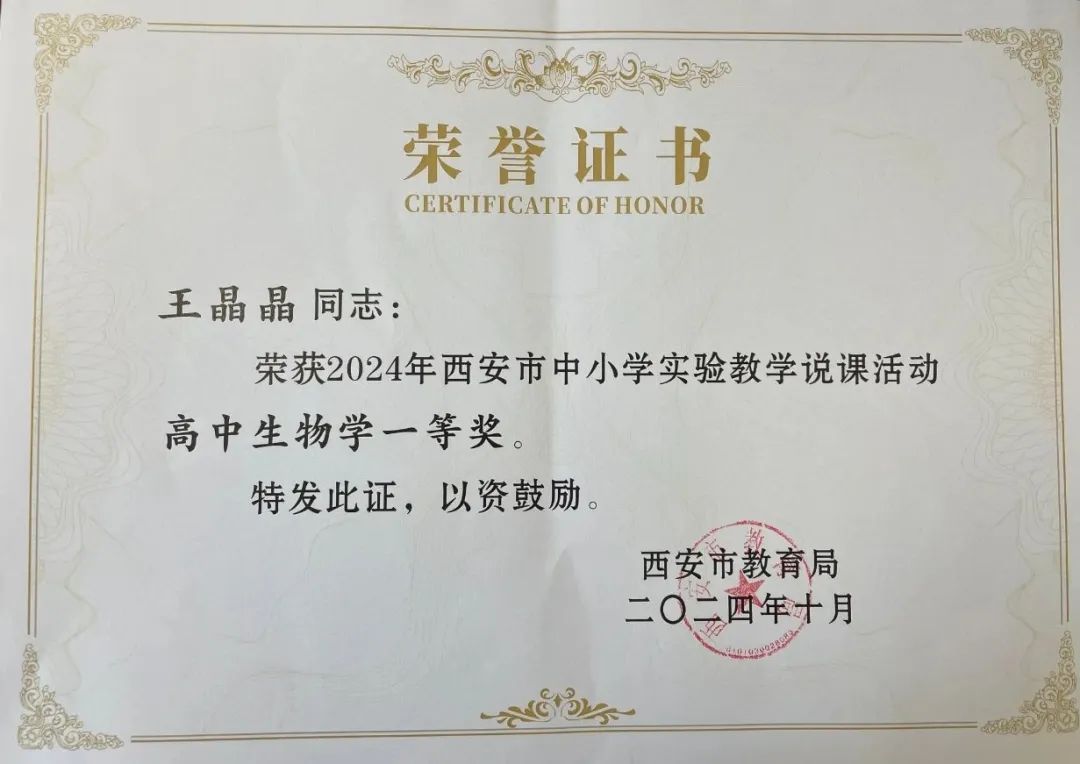 荣誉证书
CERTIFICATE OF HONOR
王晶晶同志：
荣获2024年西安市中小学实验教学说课活动
高中生物学一等奖。
特发此证，以资鼓励。
西安市教育局
二〇二四年十月